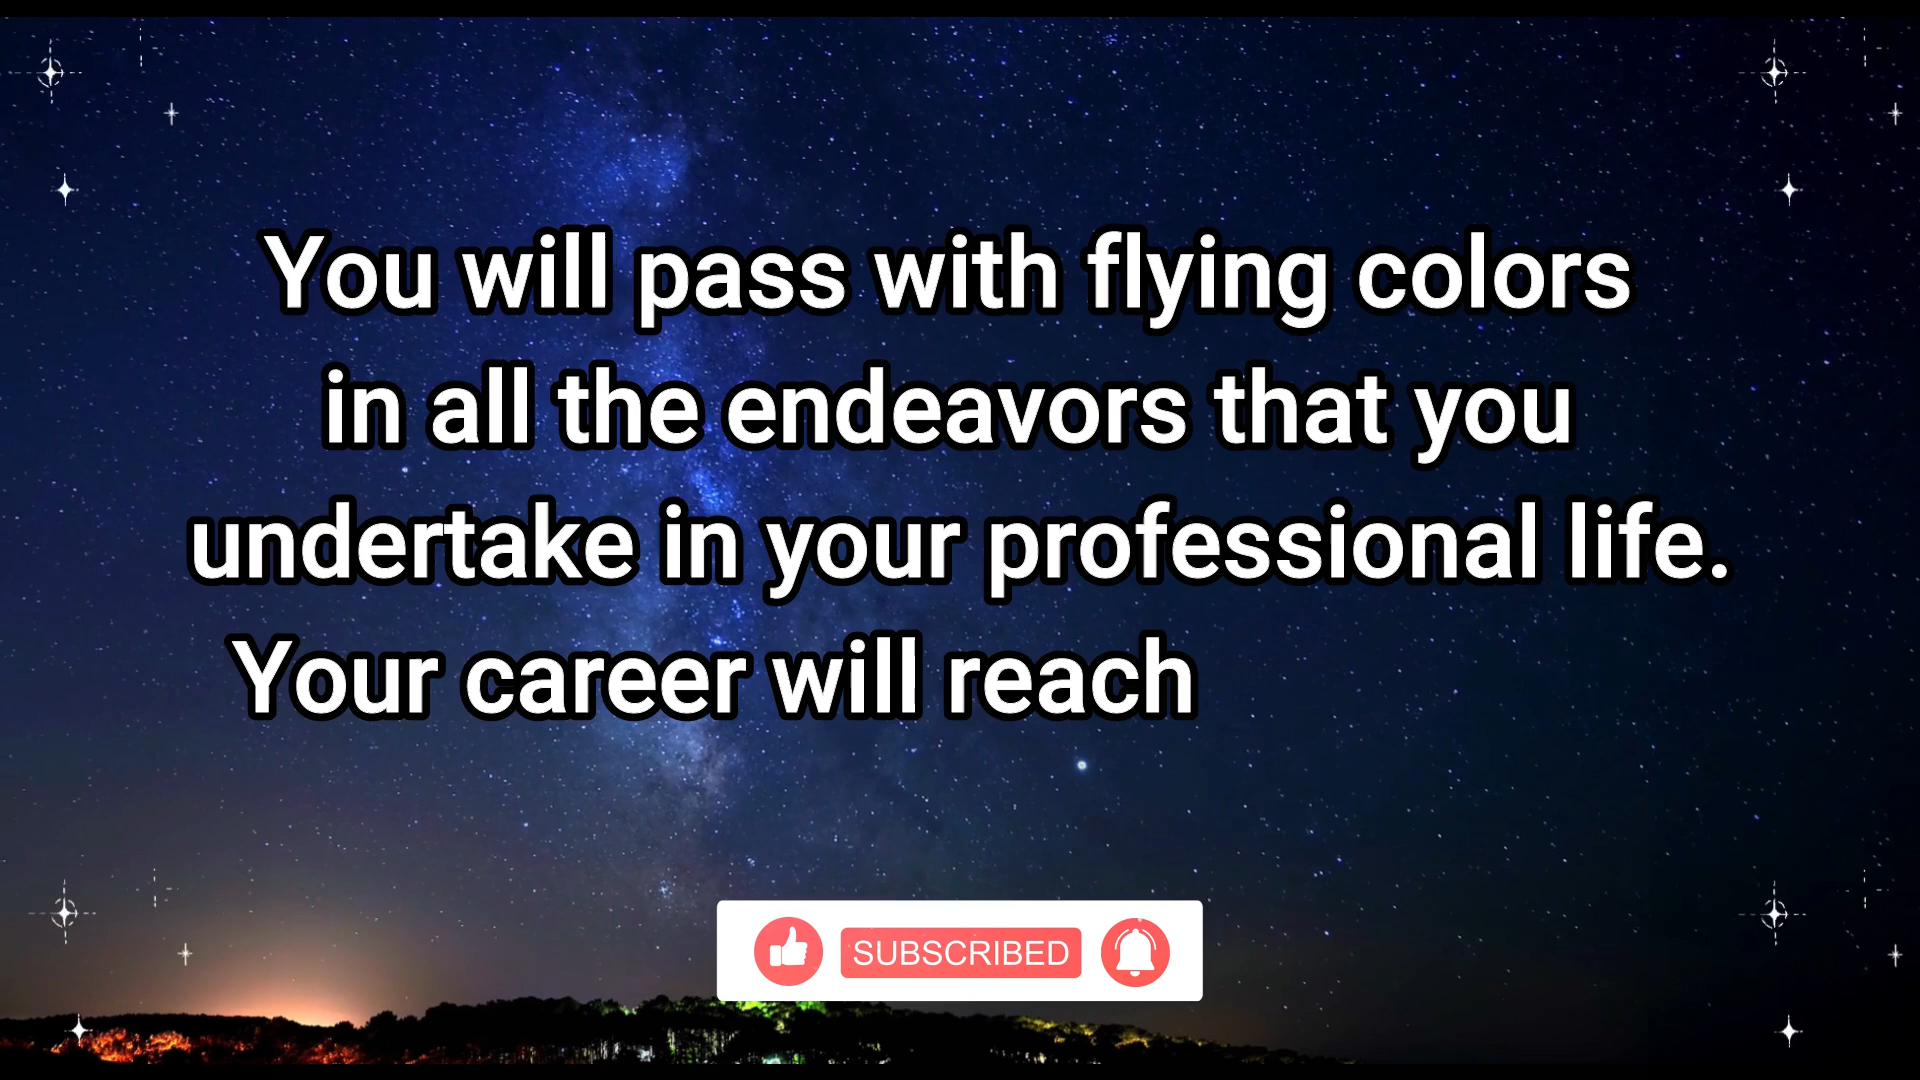 You will pass with flying colors
in all the endeavors that you
undertake in your professional life.
Your career will reach
SUBSCRIBED